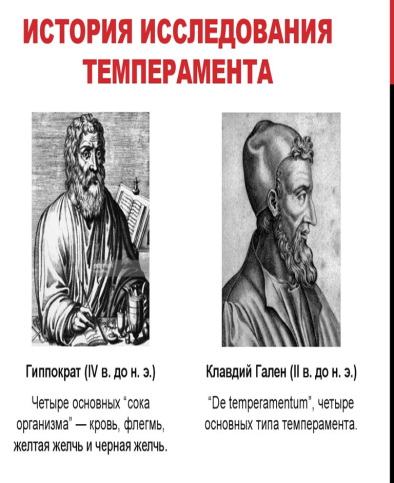 ИСТОРИЯ ИССЛЕДОВАНИЯ
ТЕМПЕРАМЕНТА
Гиппократ (IV в. до н. э.)
Четыре основных “сока
организма” — кровь, флегмь,
желтая желчь и черная желчь.
Клавдий Гален (II в. до н. э.)
“De temperamentum”, четыре
основных типа темперамента.